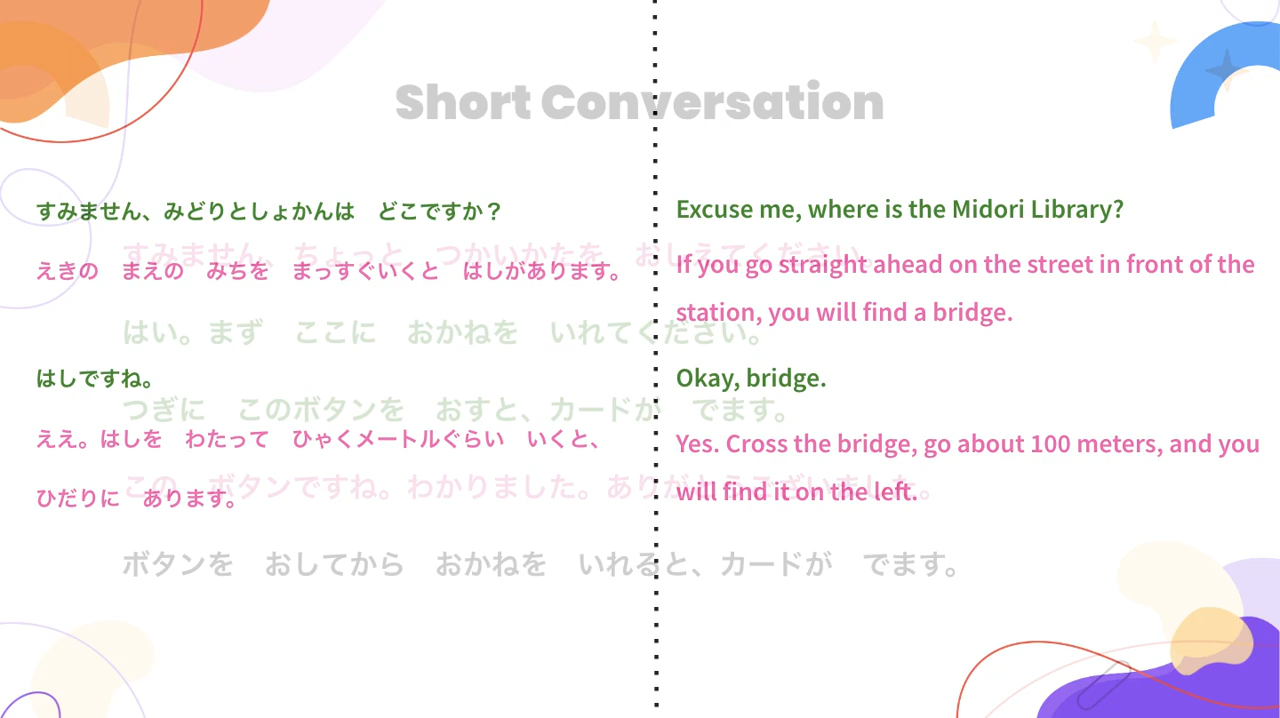 Short Conversation
すみません、みどりとしょかんは　どこですか？
えきの　まえの　みちを　まっすぐいくと　はしがあります。
はしですね。
ええ。はしを　わたって　ひゃくメートルぐらい　いくと、
ひだりに　あります。
Excuse me, where is the Midori Library?
If you go straight ahead on the street in front of the
station, you will find a bridge.
Okay, bridge.
Yes. Cross the bridge, go about 100 meters, and you
will find it on the left.
すみません、ちょっと　つかいかたを　おしえてください。
はい。まず　ここに　おかねを　いれてください。
つぎに　このボタンを　おすと、カードが　でます。
この　ボタンですね。わかりました。ありがとうございました。
ボタンを　おしてから　おかねを　いれると、カードが　でます。